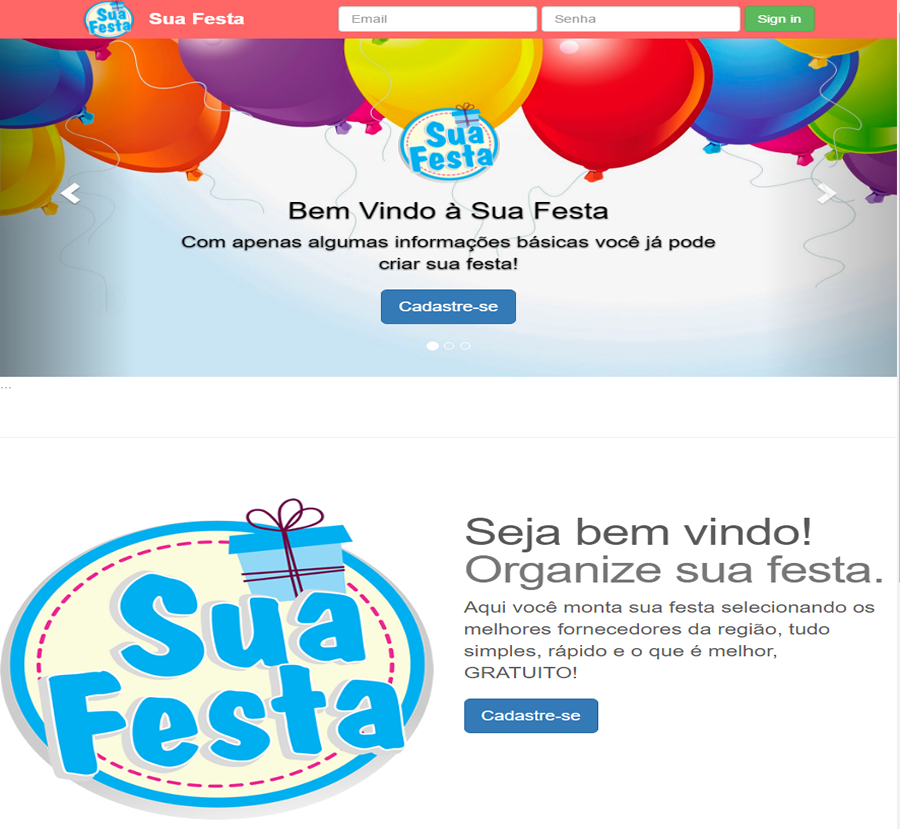 Sua
Festa
Sua Festa
Email
Senha
Sign in
Sua
Festa
Bem Vindo à Sua Festa
Com apenas algumas informações básicas você já pode
criar sua festa!
Cadastre-se
...
Sua
Festa
Seja bem vindo!
Organize sua festa.
Aqui você monta sua festa selecionando os
melhores fornecedores da região, tudo
simples, rápido e o que é melhor,
GRATUITO!
Cadastre-se